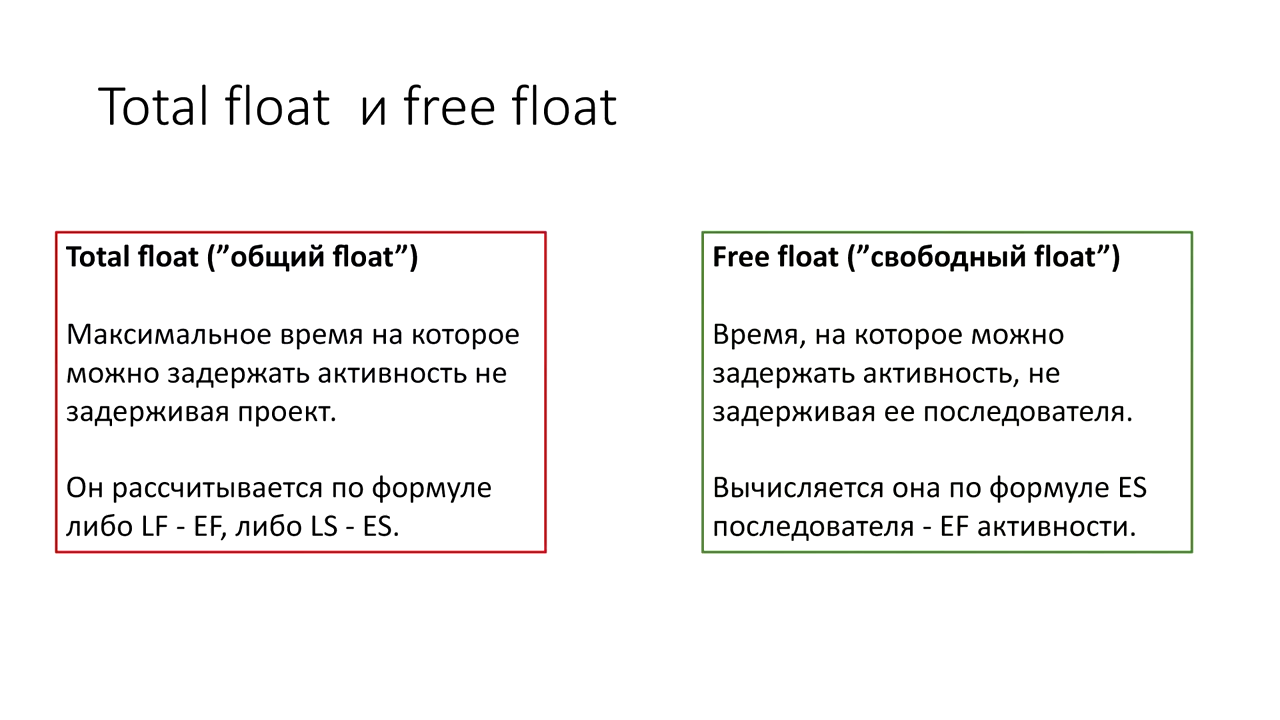 Total float и free float
Total float (”общий float”)
Максимальное время на которое
можно задержать активность не
задерживая проект.
Он рассчитывается по формуле
либо LF - EF, либо LS - ES.
Free float (”свободный float”)
Время, на которое можно
задержать активность, не
задерживая ее последователя.
Вычисляется она по формуле ES
последователя - EF активности.